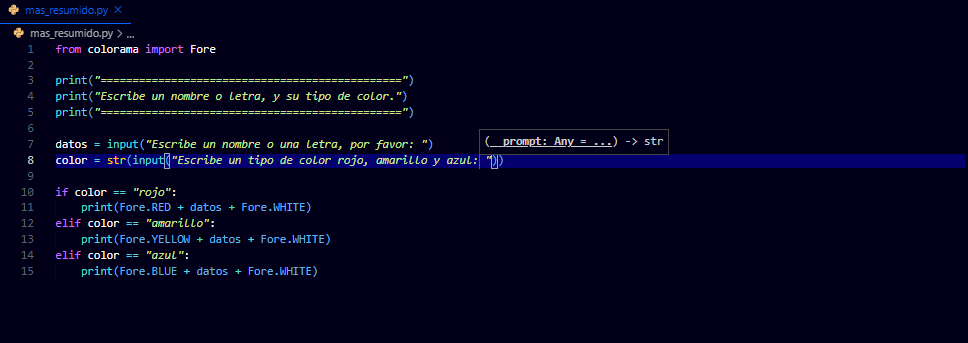 mas_resumido.py ×
mas_resumido.py > ...
1 from colorama import Fore
2
3 print("===============================================")
4 print("Escribe un nombre o letra, y su tipo de color.")
5 print("===============================================")
6
7 datos = input("Escribe un nombre o una letra, por favor: ")
(__prompt: Any = ...) -> str
8 color = str(input("Escribe un tipo de color rojo, amarillo y azul: "))
9
10 if color == "rojo":
11     print(Fore.RED + datos + Fore.WHITE)
12 elif color == "amarillo":
13     print(Fore.YELLOW + datos + Fore.WHITE)
14 elif color == "azul":
15     print(Fore.BLUE + datos + Fore.WHITE)